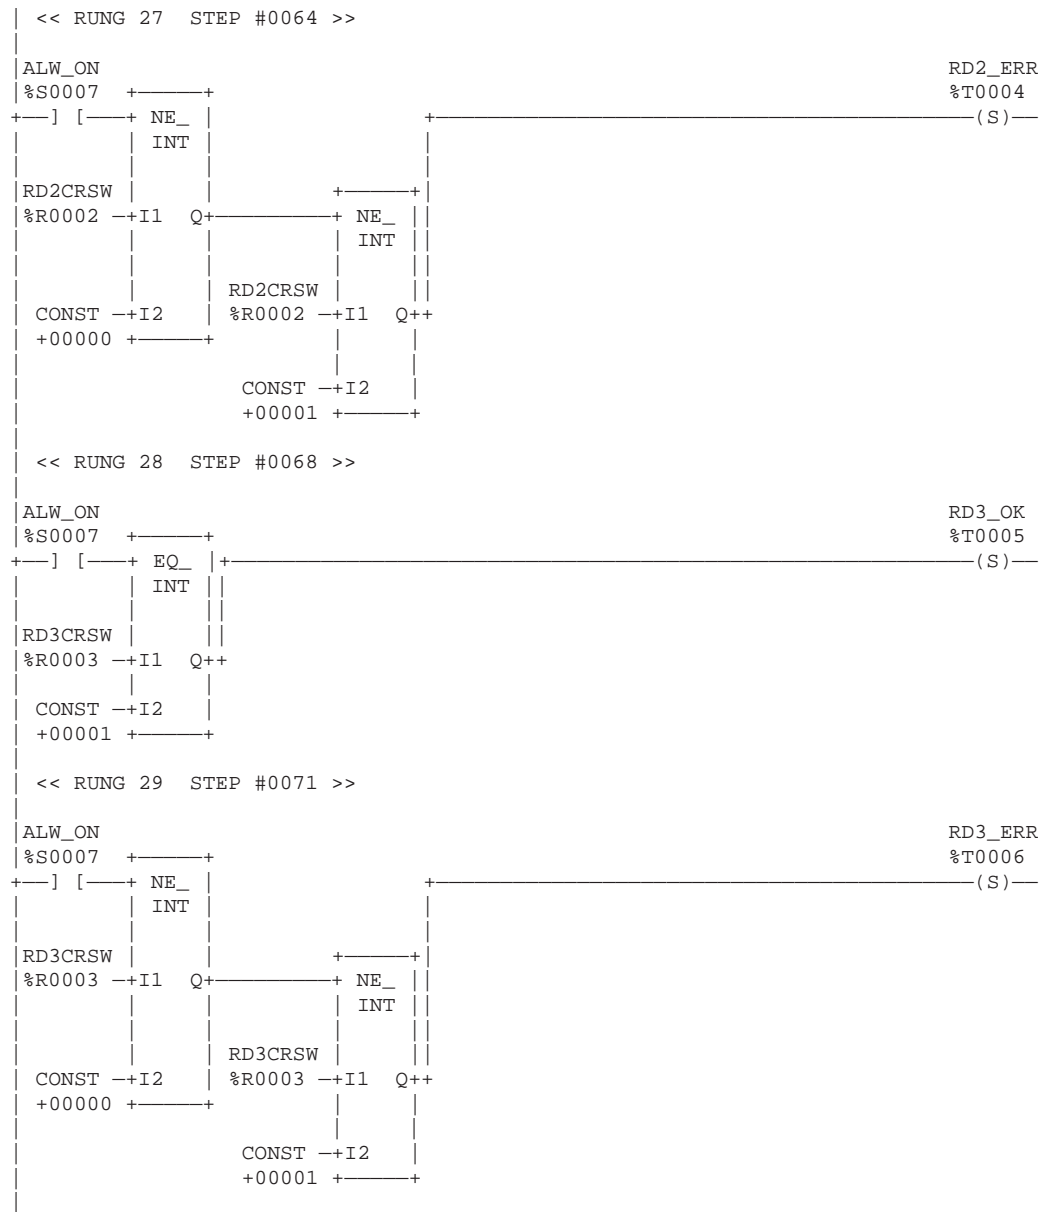 << RUNG 27 STEP #0064 >>
ALW_ON RD2_ERR
%S0007 %T0004
] [ NE_ (S)
INT
RD2CRSW
%R0002 I1 Q NE_
INT
RD2CRSW
CONST I2 %R0002 I1 Q
+00000
CONST I2
+00001
<< RUNG 28 STEP #0068 >>
ALW_ON RD3_OK
%S0007 %T0005
] [ EQ_ (S)
INT
RD3CRSW
%R0003 I1 Q
CONST I2
+00001
<< RUNG 29 STEP #0071 >>
ALW_ON RD3_ERR
%S0007 %T0006
] [ NE_ (S)
INT
RD3CRSW
%R0003 I1 Q NE_
INT
RD3CRSW
CONST I2 %R0003 I1 Q
+00000
CONST I2
+00001